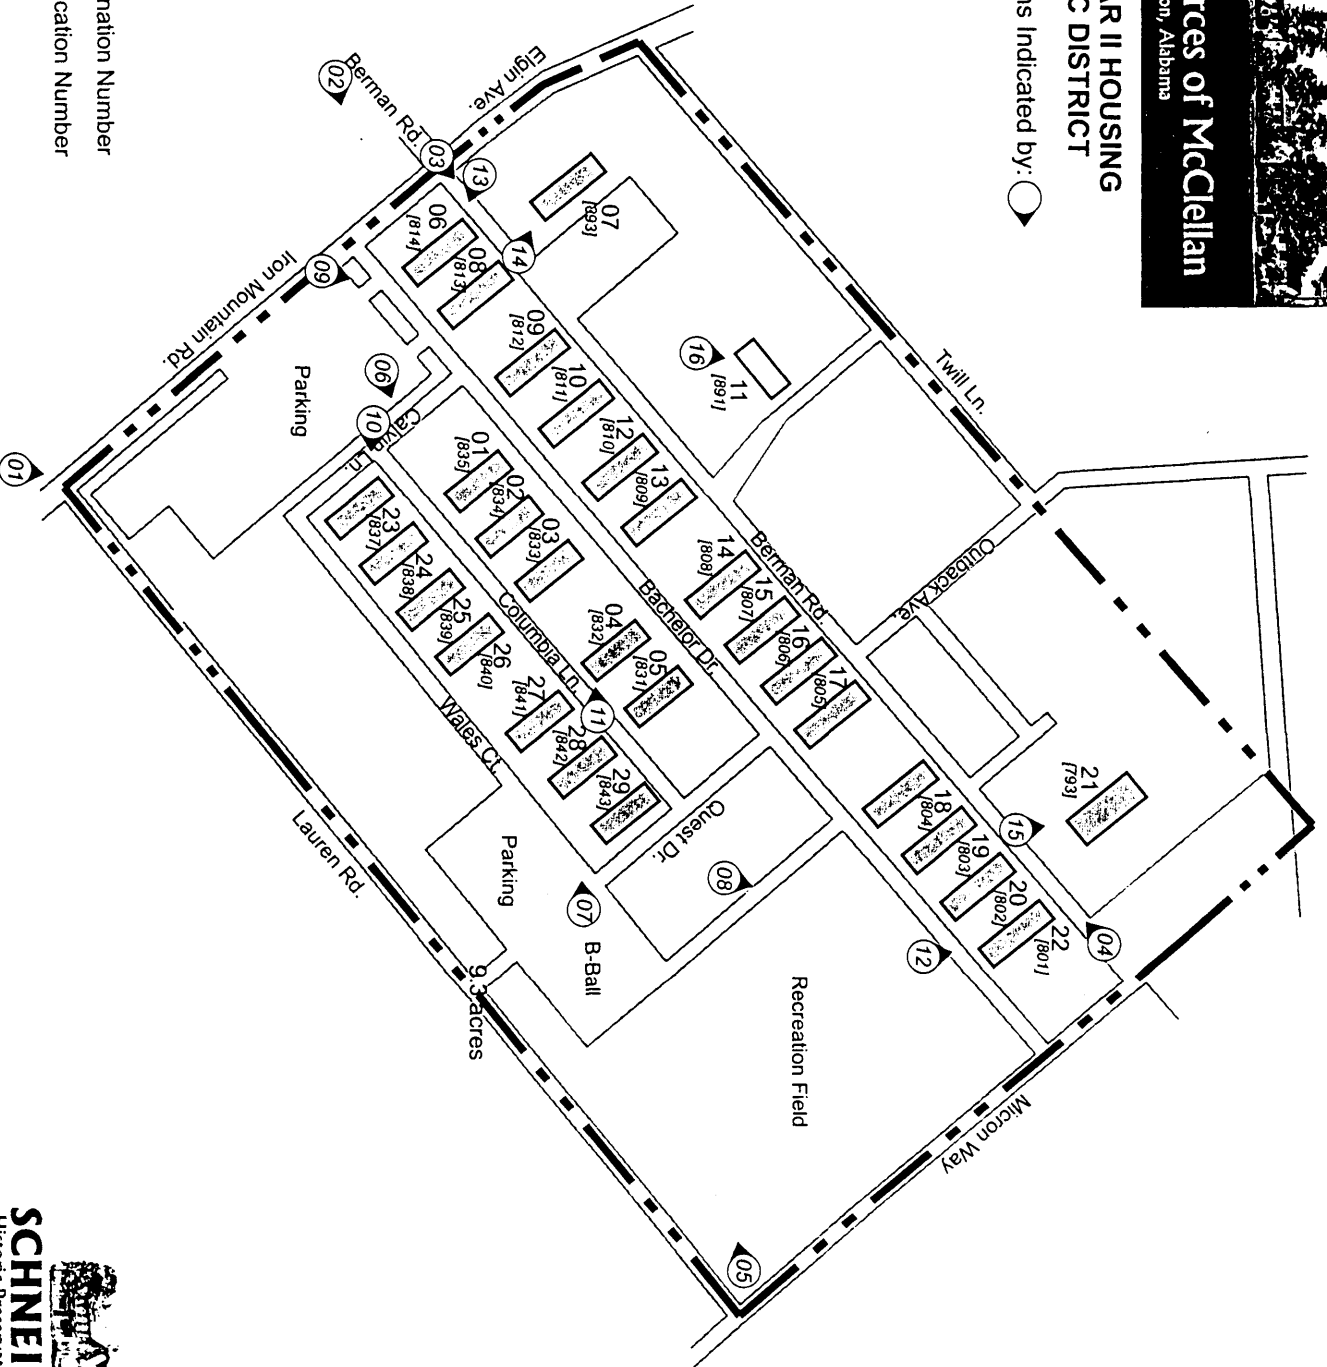 rces of McClellan
on, Alabama
AR II HOUSING
C DISTRICT
ns Indicated by:
Twill Ln.
Outback Ave.
Elgin Ave.
Berman Rd.
02
03
13
14
07
[893]
16
11
[891]
06
[814]
08
[813]
09
[812]
10
[811]
12
[810]
13
[809]
14
[808]
15
[807]
16
[806]
17
[805]
18
[804]
19
[803]
20
[802]
22
[801]
21
[793]
15
04
12
Berman Rd.
Bachelor Dr.
01
[835]
02
[834]
03
[833]
04
[832]
05
[831]
Columbia Ln.
11
Calvin Ln.
10
06
09
Iron Mountain Rd.
Parking
01
23
[837]
24
[838]
25
[839]
26
[840]
27
[841]
28
[842]
29
[843]
Wales Ct.
Quest Dr.
08
07
B-Ball
Parking
Recreation Field
Micron Way
Lauren Rd.
9.3 acres
05
nation Number
cation Number
SCHNEI